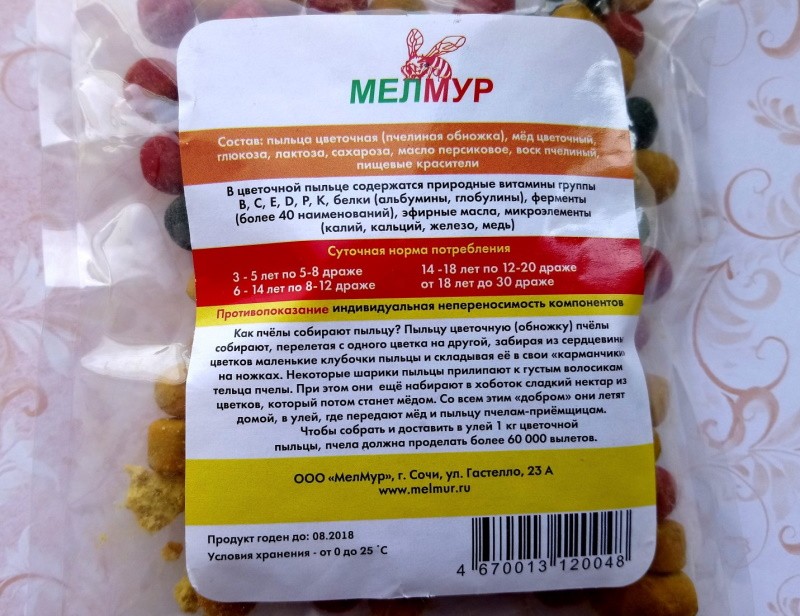 МЕЛМУР
Состав: пыльца цветочная (пчелиная обножка), мёд цветочный,
глюкоза, лактоза, сахароза, масло персиковое, воск пчелиный,
пищевые красители
В цветочной пыльце содержатся природные витамины группы
В, С, Е, D, Р, К, белки (альбумины, глобулины), ферменты
(более 40 наименований), эфирные масла, микроэлементы
(калий, кальций, железо, медь)
Суточная норма потребления
3 - 5 лет по 5-8 драже 14 -18 лет по 12-20 драже
6 - 14 лет по 8-12 драже от 18 лет до 30 драже
Противопоказание индивидуальная непереносимость компонентов
Как пчёлы собирают пыльцу? Пыльцу цветочную (обножку) пчёлы
собирают, перелетая с одного цветка на другой, забирая из сердцевины
цветков маленькие клубочки пыльцы и складывая её в свои «карманчики»
на ножках. Некоторые шарики пыльцы прилипают к густым волосикам
тельца пчелы. При этом они ещё набирают в хоботок сладкий нектар из
цветков, который потом станет мёдом. Со всем этим «добром» они летят
домой, в улей, где передают мёд и пыльцу пчелам-приёмщицам.
Чтобы собрать и доставить в улей 1 кг цветочной
пыльцы, пчела должна проделать более 60 000 вылетов.
ООО «МелМур», г. Сочи, ул. Гастелло, 23 А
www.melmur.ru
Продукт годен до: 08.2018
Условия хранения - от 0 до 25 °С
4 670013 120048